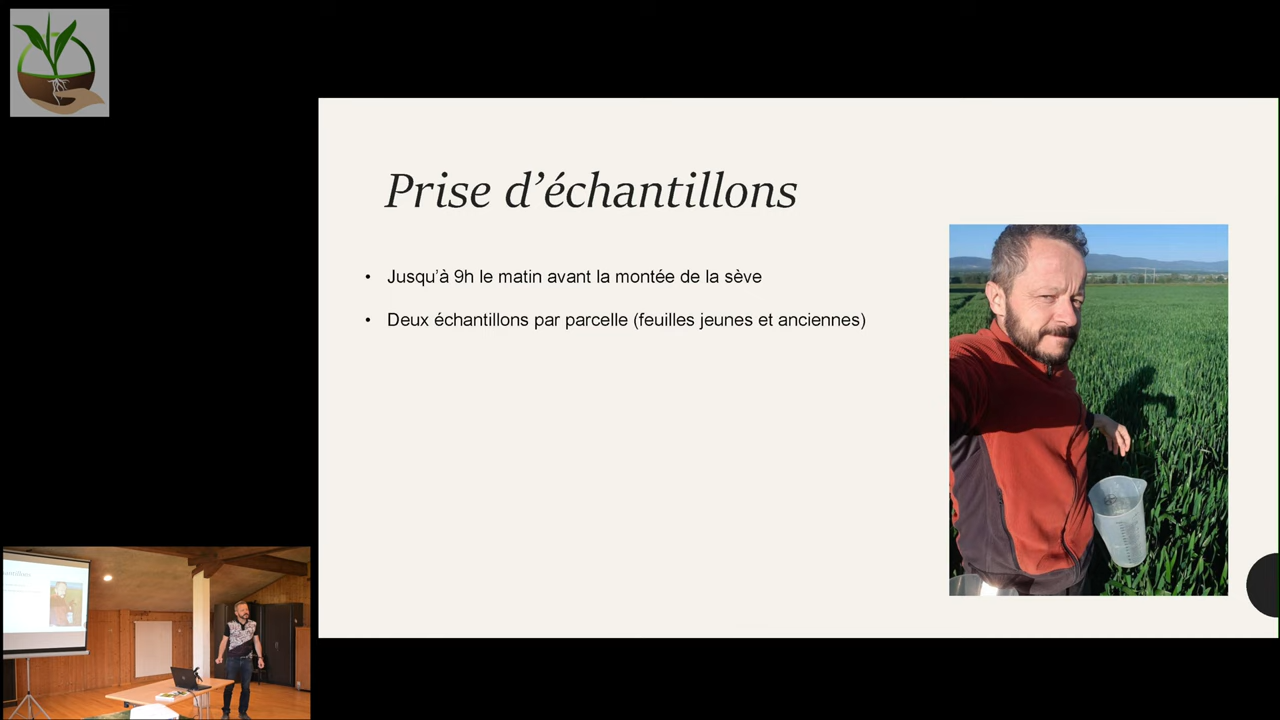 Prise d’échantillons
• Jusqu’à 9h le matin avant la montée de la sève
• Deux échantillons par parcelle (feuilles jeunes et anciennes)